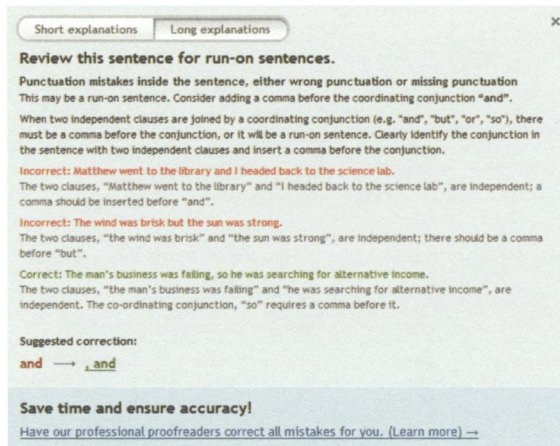 Short explanations Long explanations ×
Review this sentence for run-on sentences.
Punctuation mistakes inside the sentence, either wrong punctuation or missing punctuation
This may be a run-on sentence. Consider adding a comma before the coordinating conjunction “and”.
When two independent clauses are joined by a coordinating conjunction (e.g. "and", "but", "or", "so"), there
must be a comma before the conjunction, or it will be a run-on sentence. Clearly identify the conjunction in
the sentence with two independent clauses and insert a comma before the conjunction.
Incorrect: Matthew went to the library and I headed back to the science lab.
The two clauses, “Matthew went to the library” and “I headed back to the science lab”, are independent; a
comma should be inserted before “and”.
Incorrect: The wind was brisk but the sun was strong.
The two clauses, “the wind was brisk” and “the sun was strong”, are independent; there should be a comma
before “but”.
Correct: The man’s business was failing, so he was searching for alternative income.
The two clauses, “the man’s business was failing” and “he was searching for alternative income”, are
independent. The co-ordinating conjunction, “so” requires a comma before it.
Suggested correction:
and → , and
Save time and ensure accuracy!
Have our professional proofreaders correct all mistakes for you. (Learn more) →